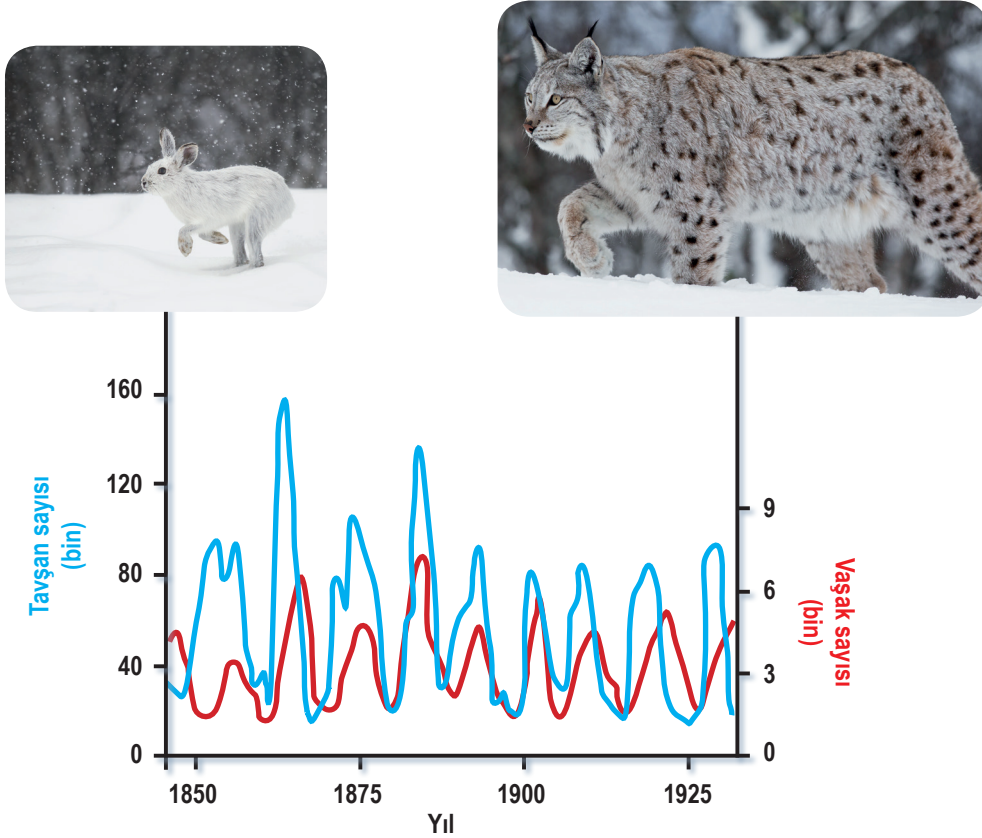 160
120
80
40
0
Tavşan sayısı
(bin)
9
6
3
0
Vaşak sayısı
(bin)
1850
1875
1900
1925
Yıl